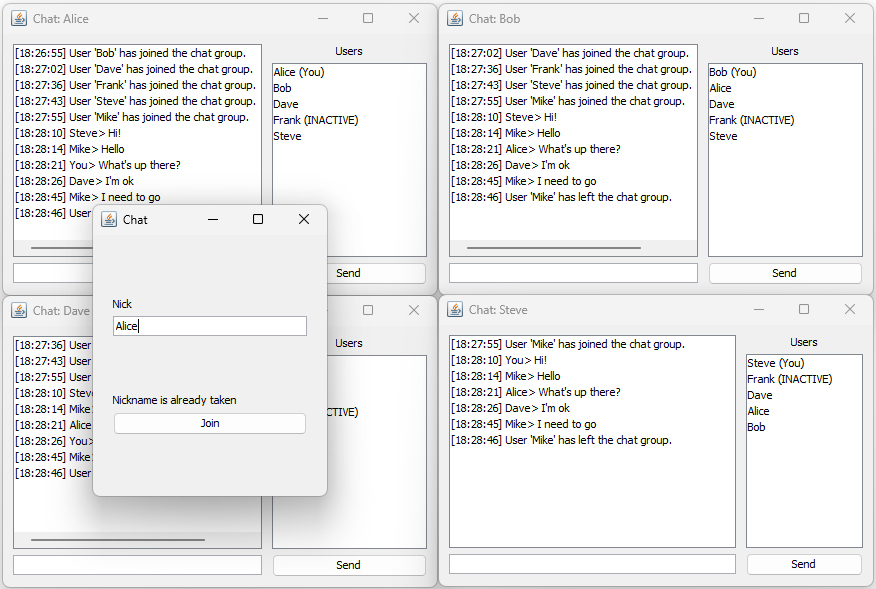 Chat: Alice
[18:26:55] User 'Bob' has joined the chat group.
[18:27:02] User 'Dave' has joined the chat group.
[18:27:36] User 'Frank' has joined the chat group.
[18:27:43] User 'Steve' has joined the chat group.
[18:27:55] User 'Mike' has joined the chat group.
[18:28:10] Steve> Hi!
[18:28:14] Mike> Hello
[18:28:21] You> What's up there?
[18:28:26] Dave> I'm ok
[18:28:45] Mike> I need to go
[18:28:46] User
Users
Alice (You)
Bob
Dave
Frank (INACTIVE)
Steve
Send
Chat: Bob
[18:27:02] User 'Dave' has joined the chat group.
[18:27:36] User 'Frank' has joined the chat group.
[18:27:43] User 'Steve' has joined the chat group.
[18:27:55] User 'Mike' has joined the chat group.
[18:28:10] Steve> Hi!
[18:28:14] Mike> Hello
[18:28:21] Alice> What's up there?
[18:28:26] Dave> I'm ok
[18:28:45] Mike> I need to go
[18:28:46] User 'Mike' has left the chat group.
Users
Bob (You)
Alice
Dave
Frank (INACTIVE)
Steve
Send
Chat
Nick
Alice
Nickname is already taken
Join
Chat: Dave
[18:27:36] User
[18:27:43] User
[18:27:55] User
[18:28:10] Steve
[18:28:14] Mike>
[18:28:21] Alice
[18:28:26] You>
[18:28:45] Mike
[18:28:46] User
Users
CTIVE)
Send
Chat: Steve
[18:27:55] User 'Mike' has joined the chat group.
[18:28:10] You> Hi!
[18:28:14] Mike> Hello
[18:28:21] Alice> What's up there?
[18:28:26] Dave> I'm ok
[18:28:45] Mike> I need to go
[18:28:46] User 'Mike' has left the chat group.
Users
Steve (You)
Frank (INACTIVE)
Dave
Alice
Bob
Send